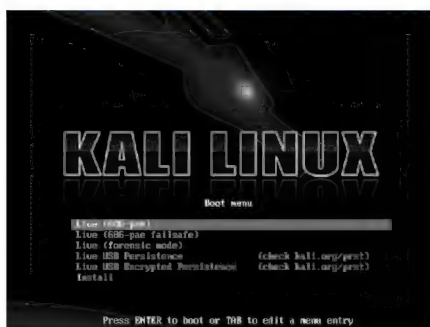 KALI LINUX
Boot menu
Live (686-pae)
Live (686-pae failsafe)
Live (forensic mode)
Live USB Persistence (check kali.org/prst)
Live USB Encrypted Persistence (check kali.org/prst)
Install
Press ENTER to boot or TAB to edit a menu entry